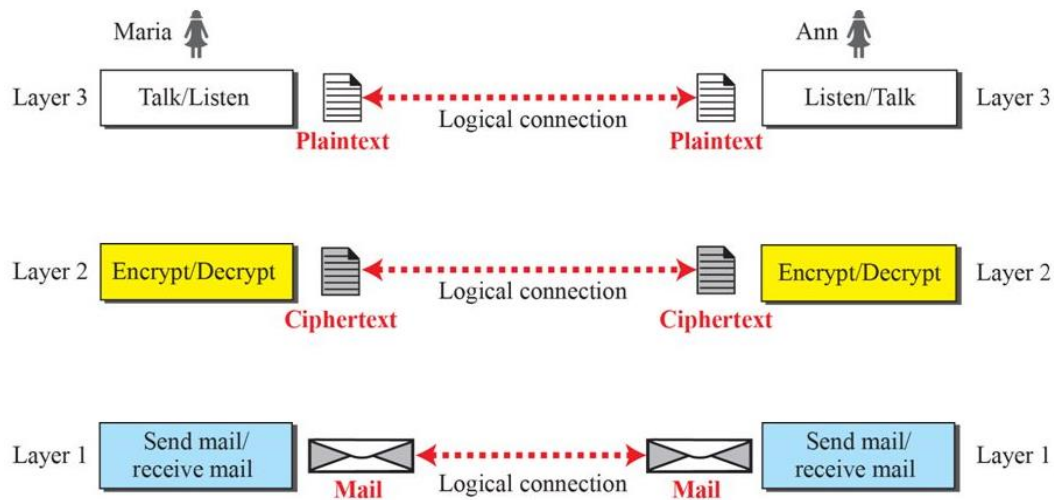 Maria
Ann
Layer 3
Talk/Listen
Plaintext
Logical connection
Plaintext
Listen/Talk
Layer 3
Layer 2
Encrypt/Decrypt
Ciphertext
Logical connection
Ciphertext
Encrypt/Decrypt
Layer 2
Layer 1
Send mail/
receive mail
Mail
Logical connection
Mail
Send mail/
receive mail
Layer 1